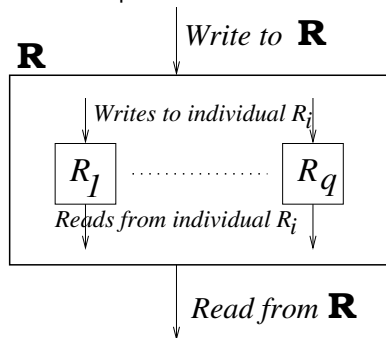 Write to R
R
Writes to individual R_i
R_1 ............ R_q
Reads from individual R_i
Read from R